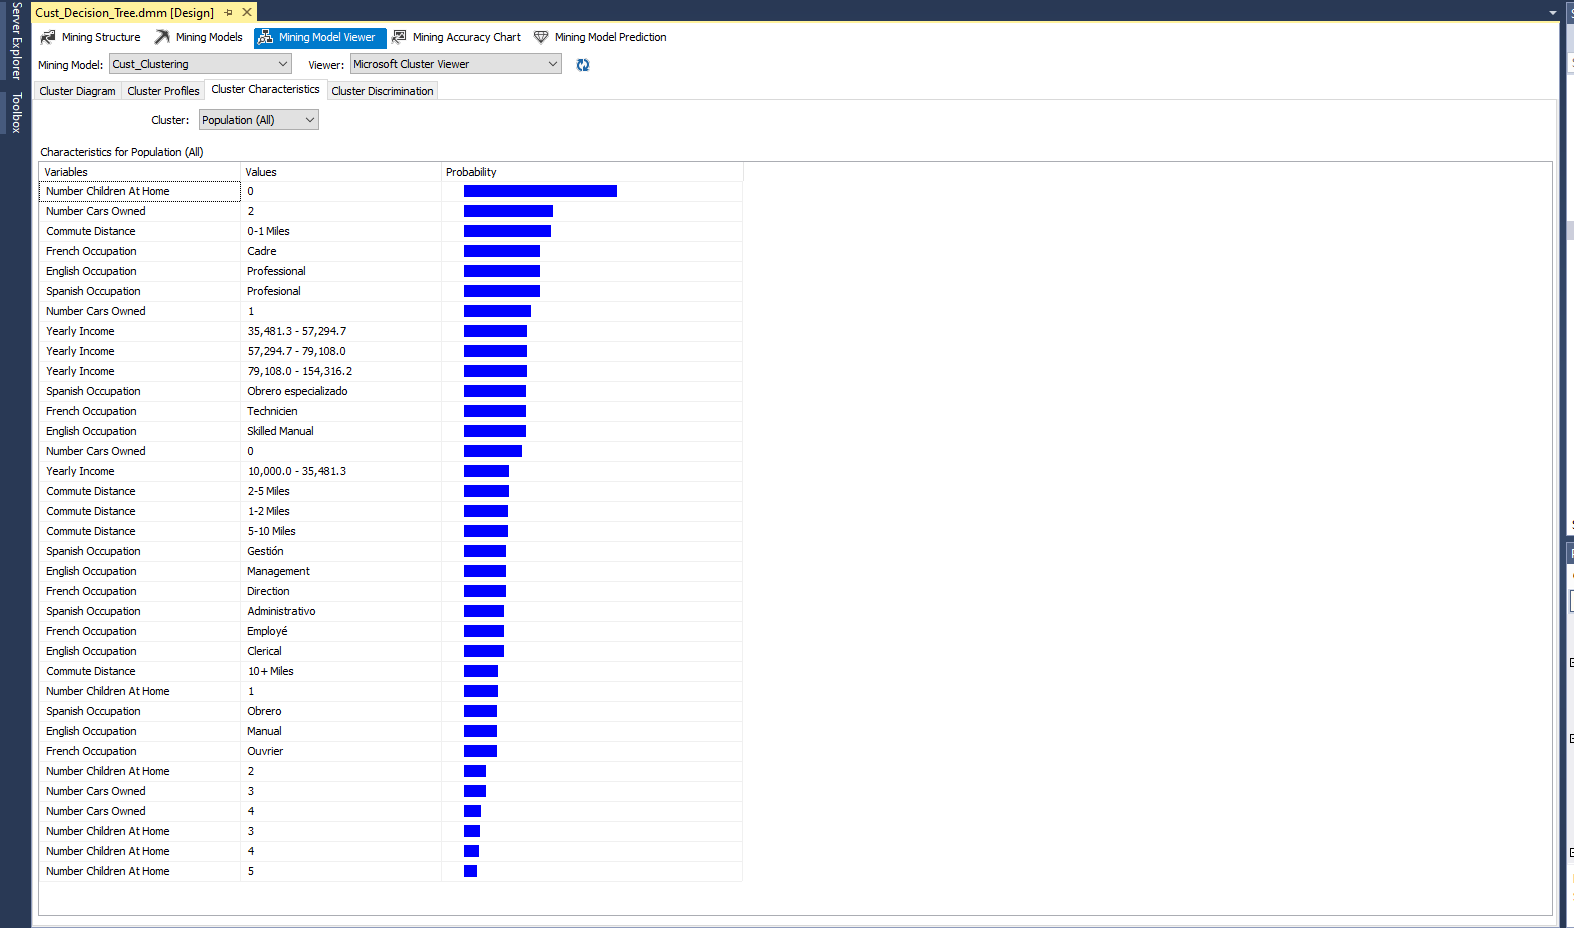 Server Explorer
Toolbox
Cust_Decision_Tree.dmm [Design]
Mining Structure Mining Models Mining Model Viewer Mining Accuracy Chart Mining Model Prediction
Mining Model: Cust_Clustering Viewer: Microsoft Cluster Viewer
Cluster Diagram Cluster Profiles Cluster Characteristics Cluster Discrimination
Cluster: Population (All)
Characteristics for Population (All)
Variables Values Probability
Number Children At Home 0
Number Cars Owned 2
Commute Distance 0-1 Miles
French Occupation Cadre
English Occupation Professional
Spanish Occupation Profesional
Number Cars Owned 1
Yearly Income 35,481.3 - 57,294.7
Yearly Income 57,294.7 - 79,108.0
Yearly Income 79,108.0 - 154,316.2
Spanish Occupation Obrero especializado
French Occupation Technicien
English Occupation Skilled Manual
Number Cars Owned 0
Yearly Income 10,000.0 - 35,481.3
Commute Distance 2-5 Miles
Commute Distance 1-2 Miles
Commute Distance 5-10 Miles
Spanish Occupation Gestión
English Occupation Management
French Occupation Direction
Spanish Occupation Administrativo
French Occupation Employé
English Occupation Clerical
Commute Distance 10+ Miles
Number Children At Home 1
Spanish Occupation Obrero
English Occupation Manual
French Occupation Ouvrier
Number Children At Home 2
Number Cars Owned 3
Number Cars Owned 4
Number Children At Home 3
Number Children At Home 4
Number Children At Home 5